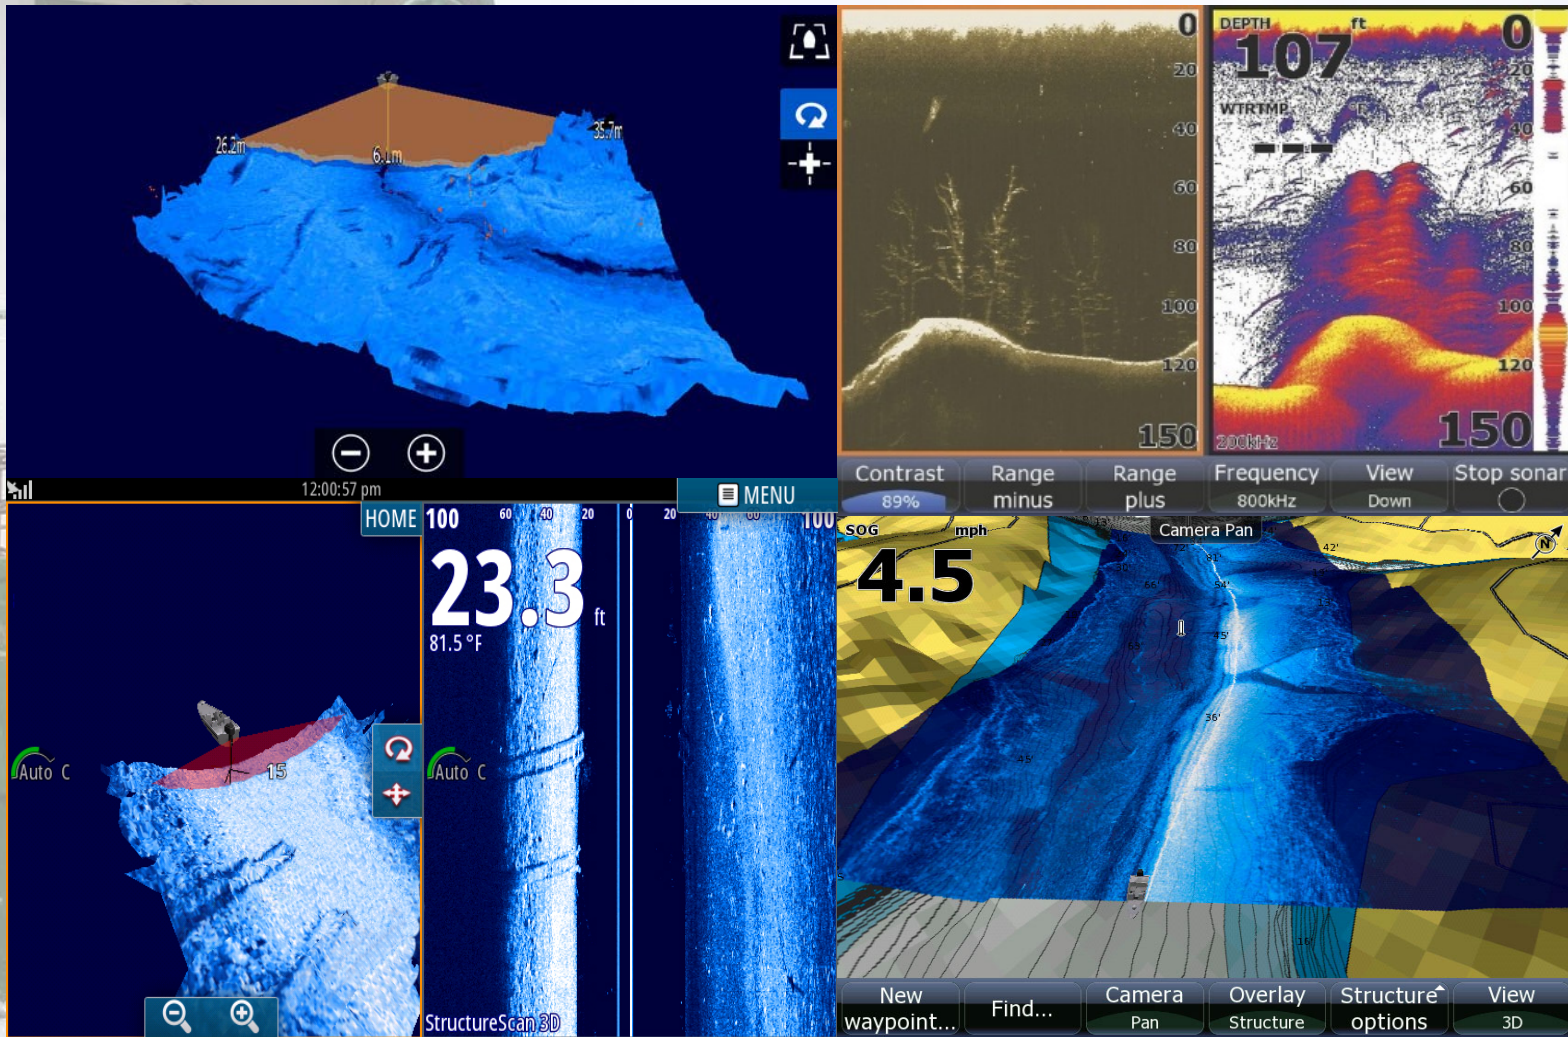 26.2m
6.1m
35.7m
0
20
40
60
80
100
120
150
DEPTH ft
107
WTRTMP °F
---
0
20
40
60
80
100
120
150
200kHz
Contrast
89%
Range
minus
Range
plus
Frequency
800kHz
View
Down
Stop sonar
12:00:57 pm
MENU
HOME
Auto C
15
100 60 40 20 0 20 40 60 100
23.3 ft
81.5 °F
Auto C
StructureScan 3D
SOG mph
4.5
Camera Pan
N
42'
66'
54'
45'
36'
45'
16'
New
waypoint...
Find...
Camera
Pan
Overlay
Structure
Structure
options
View
3D